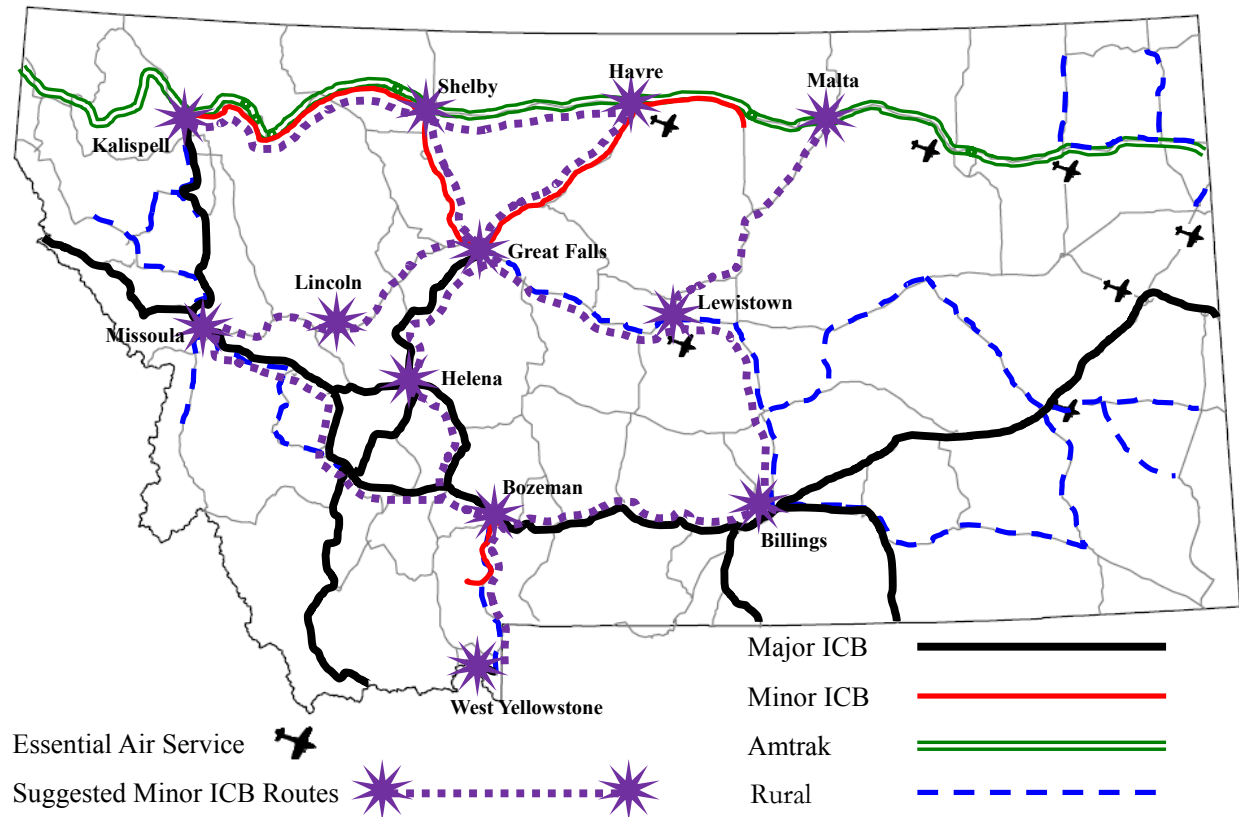 Shelby
Havre
Malta
Kalispell
Great Falls
Lincoln
Lewistown
Missoula
Helena
Bozeman
Billings
West Yellowstone
Major ICB
Minor ICB
Essential Air Service
Amtrak
Suggested Minor ICB Routes
Rural